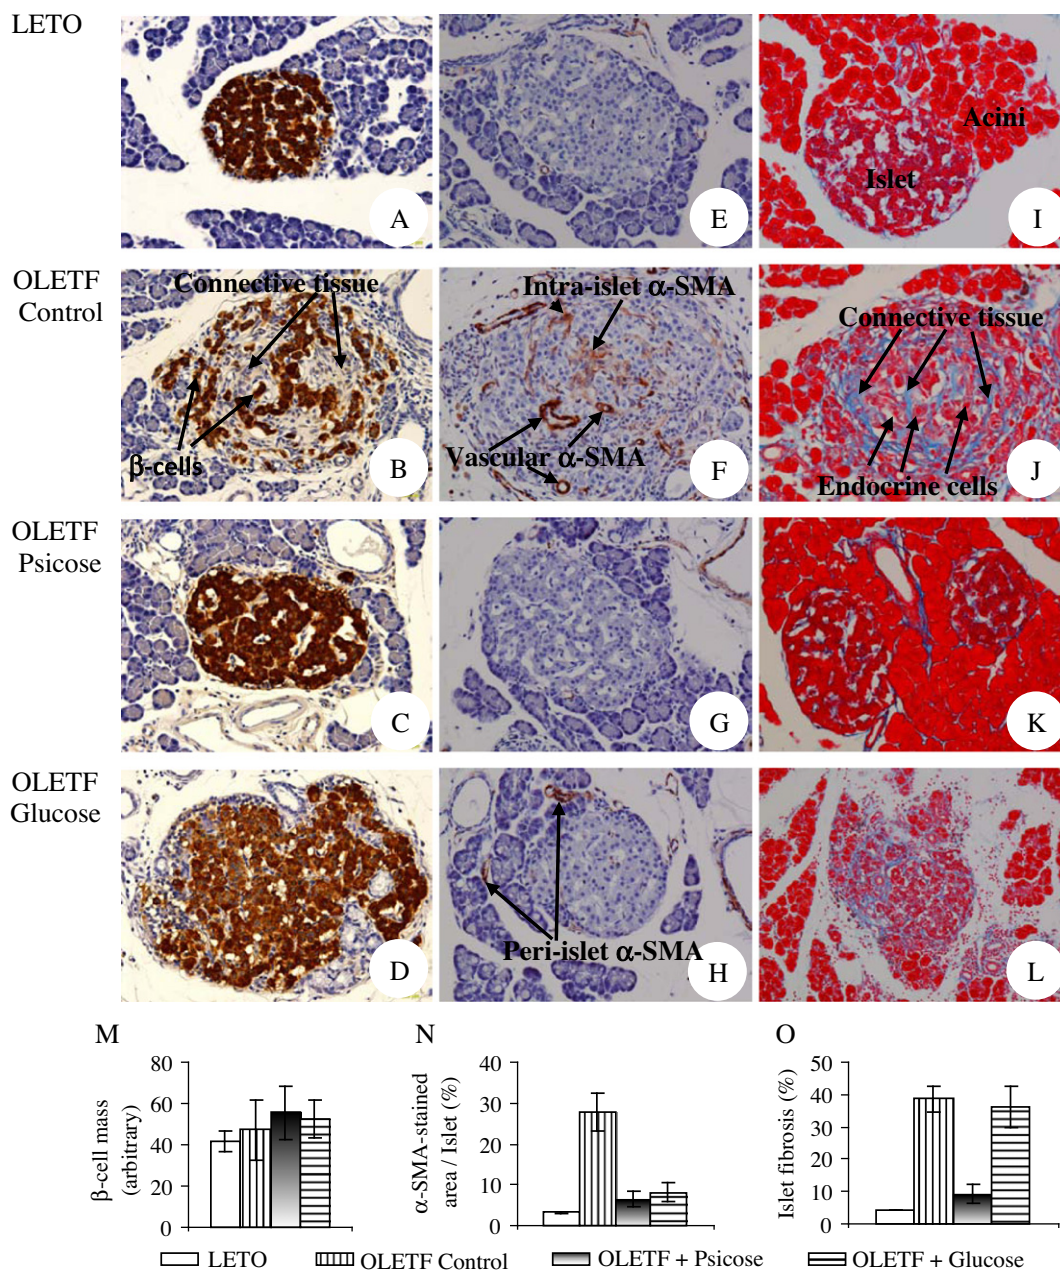 LETO
A
E
Acini
Islet
I
OLETF
Control
Connective tissue
β-cells
B
Intra-islet α-SMA
Vascular α-SMA
F
Connective tissue
Endocrine cells
J
OLETF
Psicose
C
G
K
OLETF
Glucose
D
Peri-islet α-SMA
H
L
M
β-cell mass
(arbitrary)
80
60
40
20
0
N
α-SMA-stained
area / Islet (%)
40
30
20
10
0
O
Islet fibrosis (%)
50
40
30
20
10
0
LETO
OLETF Control
OLETF + Psicose
OLETF + Glucose